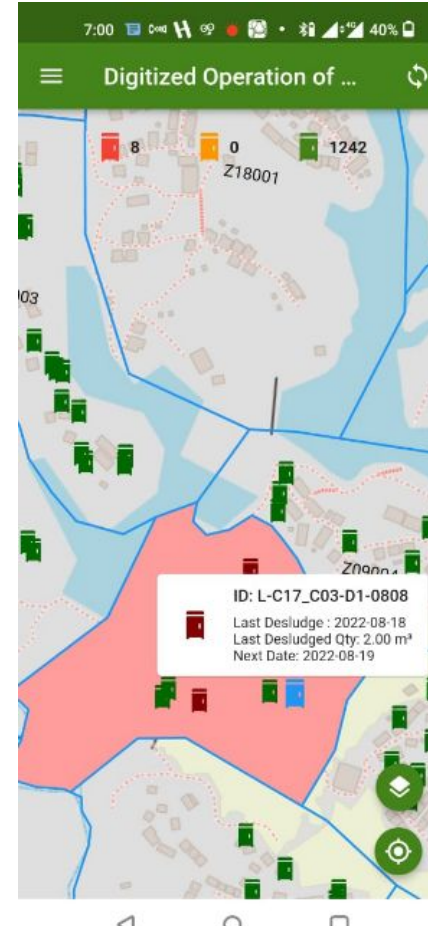 7:00
40%
Digitized Operation of ...
8
0
1242
Z18001
03
Z09004
ID: L-C17_C03-D1-0808
Last Desludge : 2022-08-18
Last Desludged Qty: 2.00 m³
Next Date: 2022-08-19